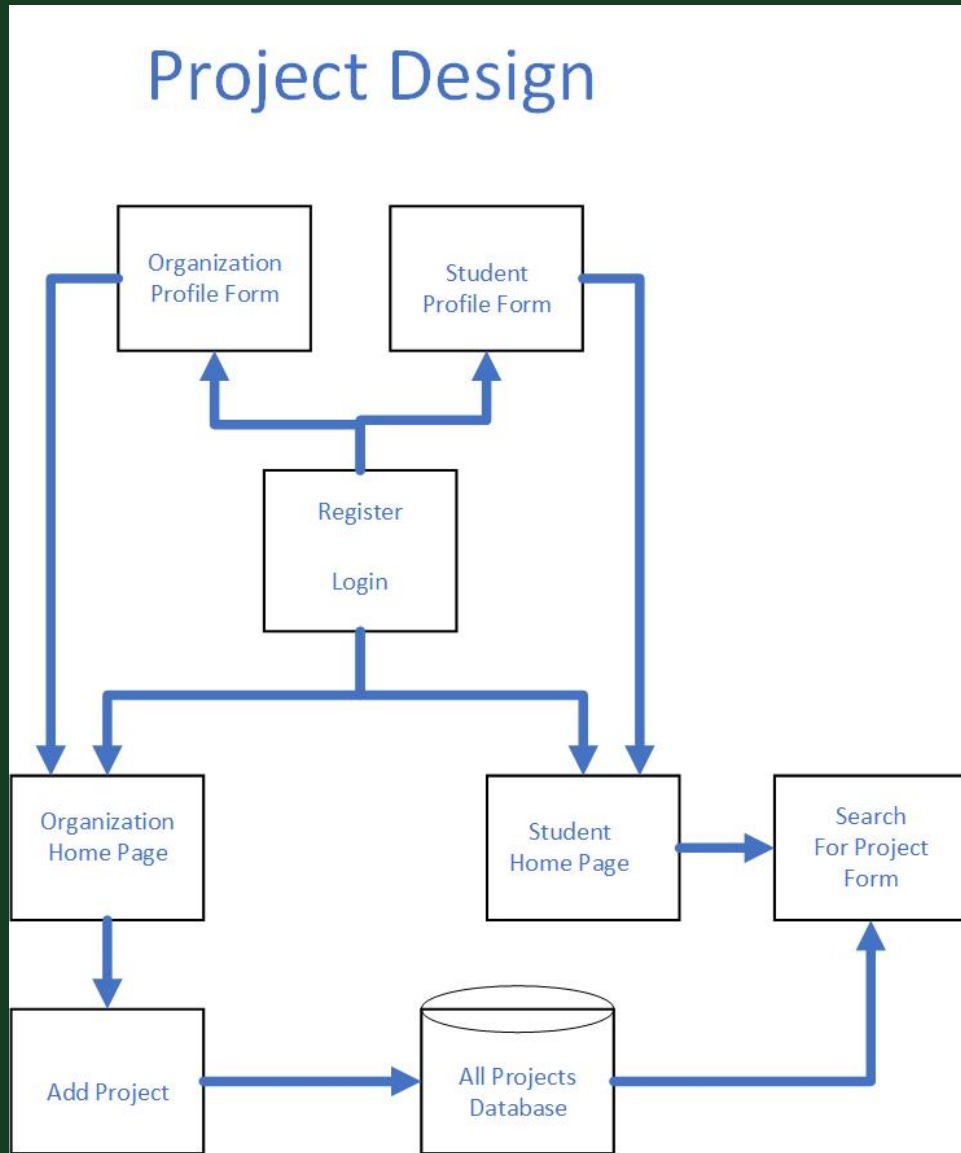 Project Design
Organization
Profile Form
Student
Profile Form
Register
Login
Organization
Home Page
Student
Home Page
Search
For Project
Form
Add Project
All Projects
Database